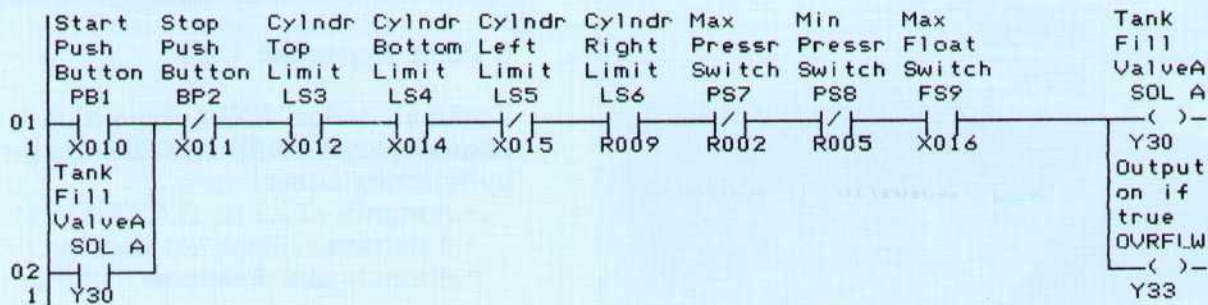 Start Stop Cylndr Cylndr Cylndr Cylndr Max Min Max Tank
Push Push Top Bottom Left Right Pressr Pressr Float Fill
Button Button Limit Limit Limit Limit Switch Switch Switch ValveA
PB1 BP2 LS3 LS4 LS5 LS6 PS7 PS8 FS9 SOL A
01
1 X010 X011 X012 X014 X015 R009 R002 R005 X016 Y30
Tank Output
Fill on if
ValveA true
SOL A OVRFLW
02
1 Y30 Y33